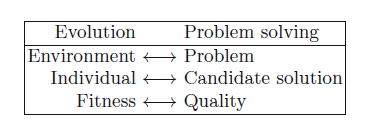 Evolution Problem solving
Environment ⟷ Problem
Individual ⟷ Candidate solution
Fitness ⟷ Quality